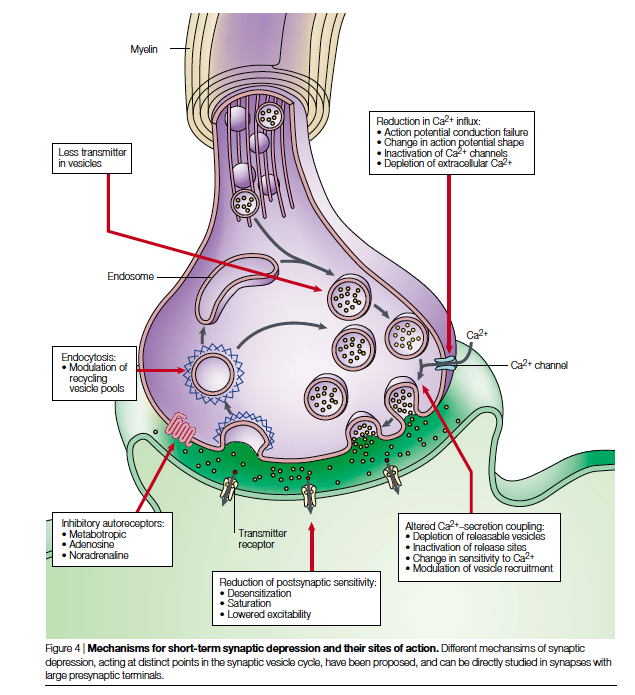 Myelin
Reduction in Ca2+ influx:
• Action potential conduction failure
• Change in action potential shape
• Inactivation of Ca2+ channels
• Depletion of extracellular Ca2+
Less transmitter
in vesicles
Endosome
Ca2+
Ca2+ channel
Endocytosis:
• Modulation of
recycling
vesicle pools
Inhibitory autoreceptors:
• Metabotropic
• Adenosine
• Noradrenaline
Transmitter
receptor
Altered Ca2+–secretion coupling:
• Depletion of releasable vesicles
• Inactivation of release sites
• Change in sensitivity to Ca2+
• Modulation of vesicle recruitment
Reduction of postsynaptic sensitivity:
• Desensitization
• Saturation
• Lowered excitability
Figure 4 | Mechanisms for short-term synaptic depression and their sites of action. Different mechansims of synaptic
depression, acting at distinct points in the synaptic vesicle cycle, have been proposed, and can be directly studied in synapses with
large presynaptic terminals.